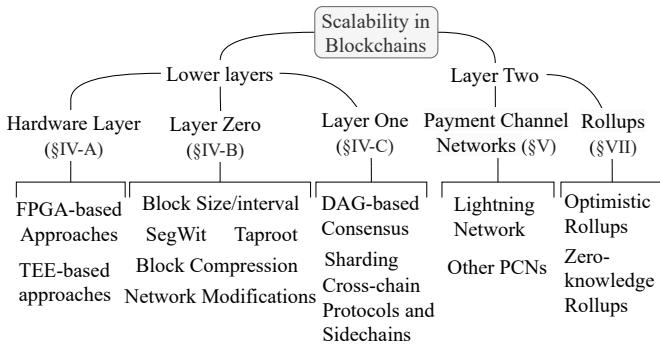 Scalability in
Blockchains
Lower layers
Layer Two
Hardware Layer
(§IV-A)
Layer Zero
(§IV-B)
Layer One
(§IV-C)
Payment Channel
Networks (§V)
Rollups
(§VII)
FPGA-based
Approaches
TEE-based
approaches
Block Size/interval
SegWit Taproot
Block Compression
Network Modifications
DAG-based
Consensus
Sharding
Cross-chain
Protocols and
Sidechains
Lightning
Network
Other PCNs
Optimistic
Rollups
Zero-
knowledge
Rollups